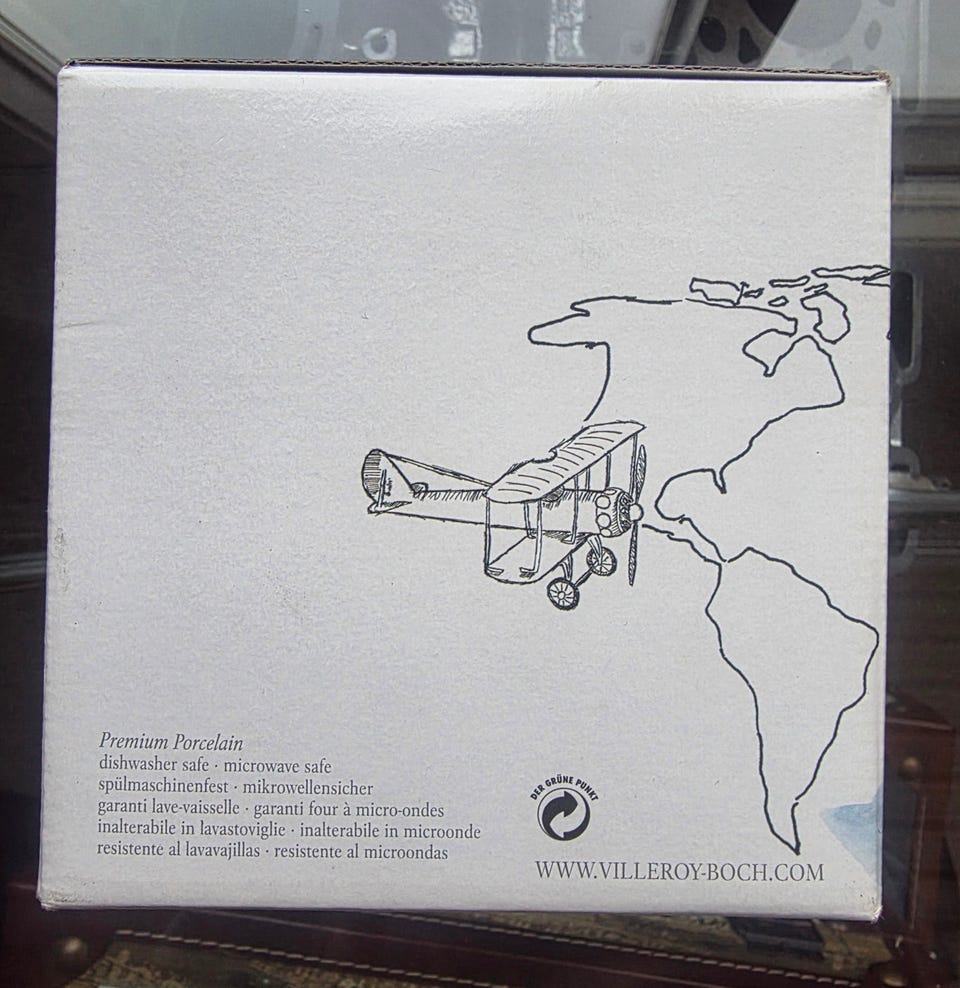 Premium Porcelain
dishwasher safe · microwave safe
spülmaschinenfest · mikrowellensicher
garanti lave-vaisselle · garanti four à micro-ondes
inalterabile in lavastoviglie · inalterabile in microonde
resistente al lavavajillas · resistente al microondas
DER GRÜNE PUNKT
WWW.VILLEROY-BOCH.COM